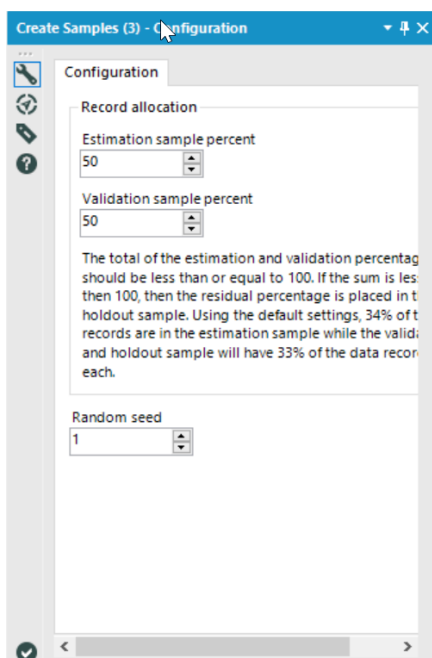 Create Samples (3) - Configuration
Configuration
Record allocation
Estimation sample percent
50
Validation sample percent
50
The total of the estimation and validation percentag
should be less than or equal to 100. If the sum is les
then 100, then the residual percentage is placed in t
holdout sample. Using the default settings, 34% of t
records are in the estimation sample while the valida
and holdout sample will have 33% of the data recor
each.
Random seed
1